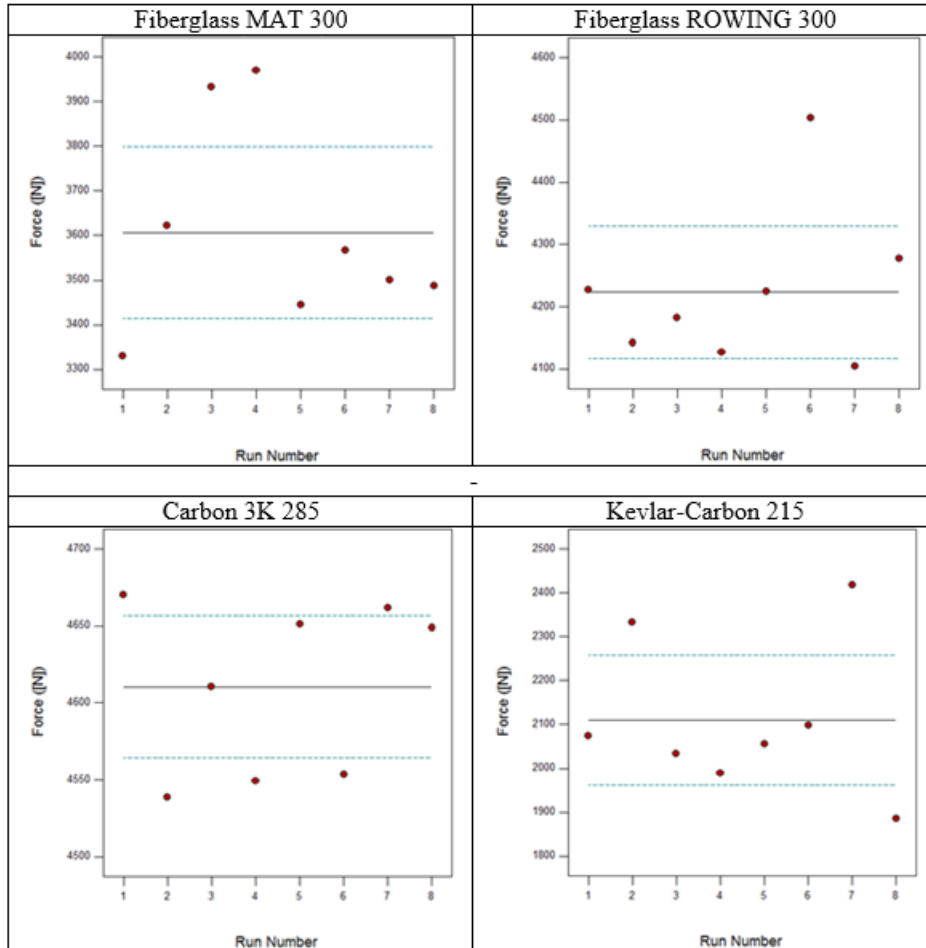 Fiberglass MAT 300
Fiberglass ROWING 300
4000
3900
3800
3700
3600
3500
3400
3300
Force ([N])
1 2 3 4 5 6 7 8
Run Number
4600
4500
4400
4300
4200
4100
Force ([N])
1 2 3 4 5 6 7 8
Run Number
-
Carbon 3K 285
Kevlar-Carbon 215
4700
4650
4600
4550
4500
Force ([N])
1 2 3 4 5 6 7 8
Run Number
2500
2400
2300
2200
2100
2000
1900
1800
Force ([N])
1 2 3 4 5 6 7 8
Run Number